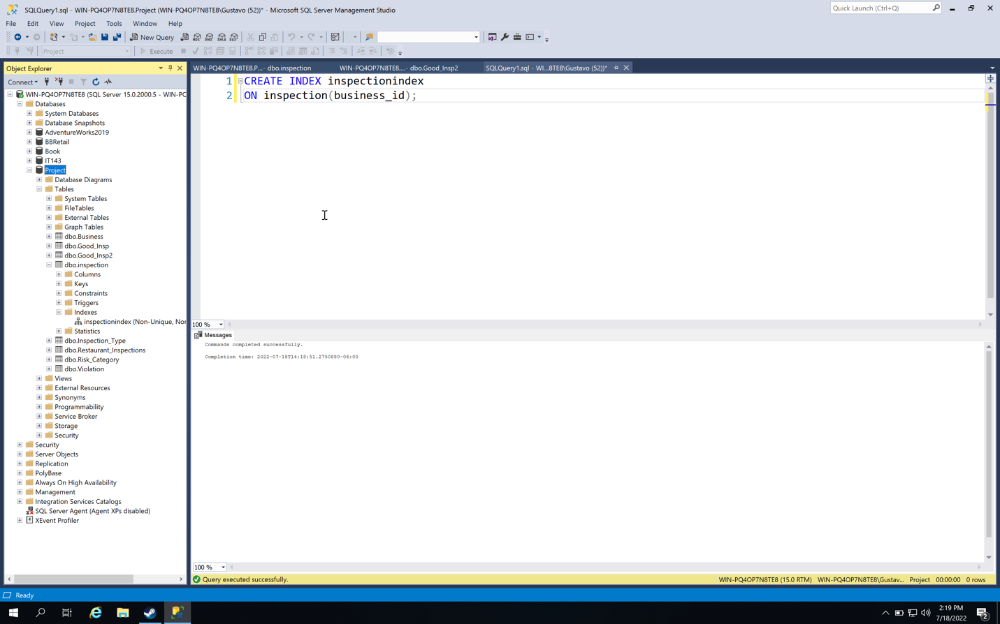 SQLQuery1.sql - WIN-PQ4OP7N8TE8.Project (WIN-PQ4OP7N8TE8\Gustavo (52))* - Microsoft SQL Server Management Studio
Quick Launch (Ctrl+Q)
File Edit View Project Tools Window Help
New Query MDX DMX XMLA DAX
Project Execute
Object Explorer
WIN-PQ4OP7N8TE8.P...- dbo.inspection WIN-PQ4OP7N8TE8....- dbo.Good_Insp2 SQLQuery1.sql - WI...8TE8\Gustavo (52))*
Connect
WIN-PQ4OP7N8TE8 (SQL Server 15.0.2000.5 - WIN-PC
Databases
System Databases
Database Snapshots
AdventureWorks2019
BBRetail
Book
IT143
Project
Database Diagrams
Tables
System Tables
FileTables
External Tables
Graph Tables
dbo.Business
dbo.Good_Insp
dbo.Good_Insp2
dbo.inspection
Columns
Keys
Constraints
Triggers
Indexes
inspectionindex (Non-Unique, Nor
Statistics
dbo.Inspection_Type
dbo.Restaurant_Inspections
dbo.Risk_Category
dbo.Violation
Views
External Resources
Synonyms
Programmability
Service Broker
Storage
Security
Security
Server Objects
Replication
PolyBase
Always On High Availability
Management
Integration Services Catalogs
SQL Server Agent (Agent XPs disabled)
XEvent Profiler
1 CREATE INDEX inspectionindex
2 ON inspection(business_id);
100 %
Messages
Commands completed successfully.
Completion time: 2022-07-18T14:18:51.2750880-06:00
100 %
Query executed successfully. WIN-PQ4OP7N8TE8 (15.0 RTM) WIN-PQ4OP7N8TE8\Gustav... Project 00:00:00 0 rows
Ready
2:19 PM
7/18/2022
2